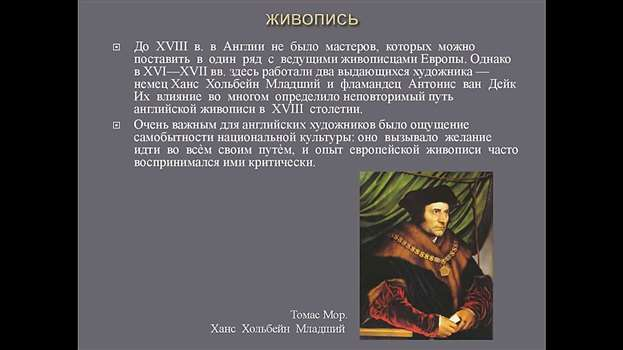 ЖИВОПИСЬ
До XVIII в. в Англии не было мастеров, которых можно
поставить в один ряд с ведущими живописцами Европы. Однако
в XVI—XVII вв. здесь работали два выдающихся художника —
немец Ханс Хольбейн Младший и фламандец Антонис ван Дейк
Их влияние во многом определило неповторимый путь
английской живописи в XVIII столетии.
Очень важным для английских художников было ощущение
самобытности национальной культуры: оно вызывало желание
идти во всём своим путём, и опыт европейской живописи часто
воспринимался ими критически.
Томас Мор.
Ханс Хольбейн Младший